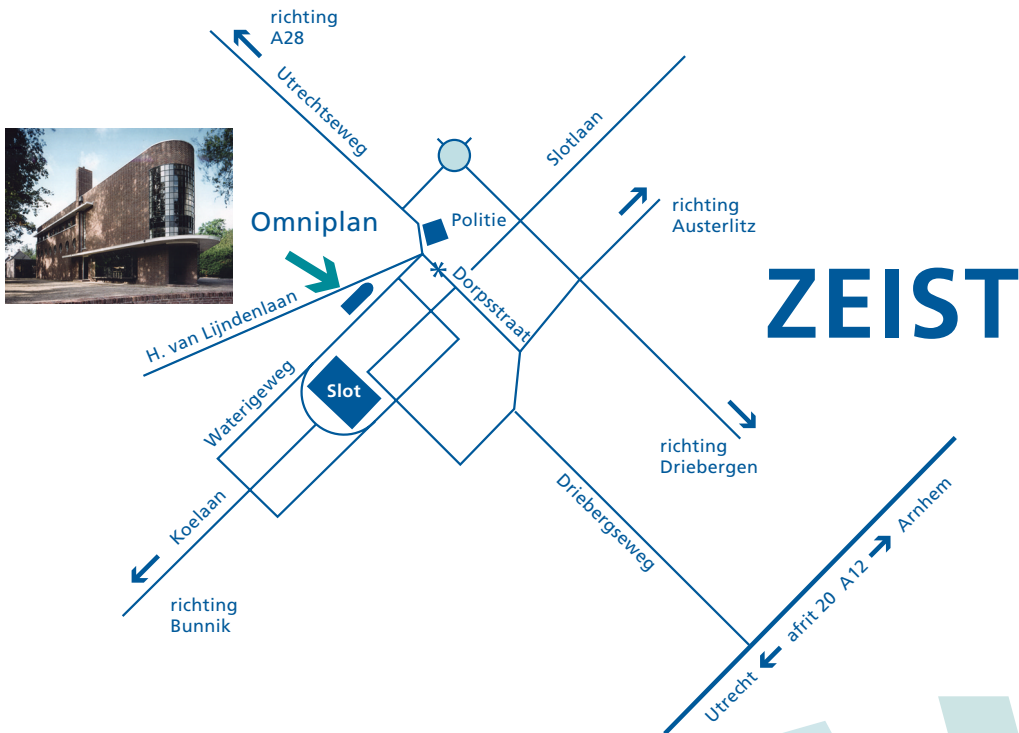 richting
A28
Utrechtseweg
Slotlaan
Omniplan
Politie
richting
Austerlitz
*
Dorpsstraat
H. van Lijndenlaan
ZEIST
Slot
Waterigeweg
richting
Driebergen
Koelaan
Driebergseweg
Arnhem
afrit 20 A12
richting
Bunnik
Utrecht